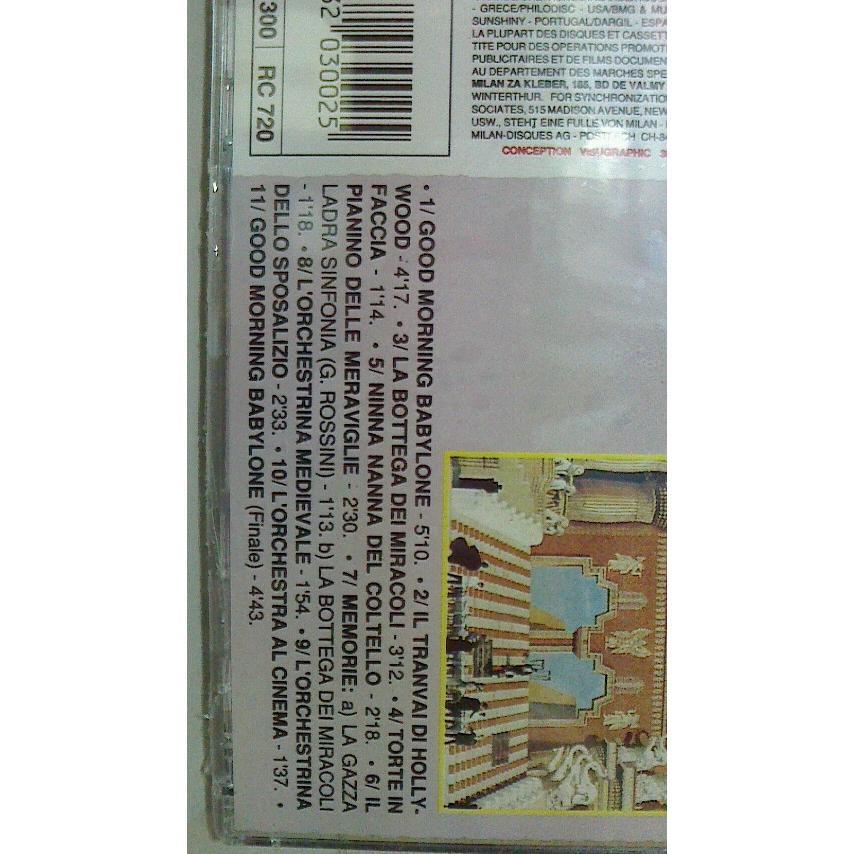 - GRECE/PHILODISC - USA/BMG & MU
SUNSHINY - PORTUGAL/DARGIL - ESPA
LA PLUPART DES DISQUES ET CASSETT
TITE POUR DES OPERATIONS PROMOTI
PUBLICITAIRES ET DE FILMS DOCUMEN
AU DEPARTEMENT DES MARCHES SPE
MILAN ZA KLEBER, 185, BD DE VALMY
WINTERTHUR. FOR SYNCHRONIZATIO
SOCIATES, 515 MADISON AVENUE, NEW
USW., STEHT EINE FULLE VON MILAN -
MILAN-DISQUES AG - CH-8
CONCEPTION VISUGRAPHIC 3
300
RC 720
32 030025
• 1/ GOOD MORNING BABYLONE - 5'10. • 2/ IL TRANVAI DI HOLLY-
WOOD - 4'17. • 3/ LA BOTTEGA DEI MIRACOLI - 3'12. • 4/ TORTE IN
FACCIA - 1'14. • 5/ NINNA NANNA DEL COLTELLO - 2'18. • 6/ IL
PIANINO DELLE MERAVIGLIE - 2'30. • 7/ MEMORIE: a) LA GAZZA
LADRA SINFONIA (G. ROSSINI) - 1'13. b) LA BOTTEGA DEI MIRACOLI
- 1'18. • 8/ L'ORCHESTRINA MEDIEVALE - 1'54. • 9/ L'ORCHESTRINA
DELLO SPOSALIZIO - 2'33. • 10/ L'ORCHESTRA AL CINEMA - 1'37. •
11/ GOOD MORNING BABYLONE (Finale) - 4'43.